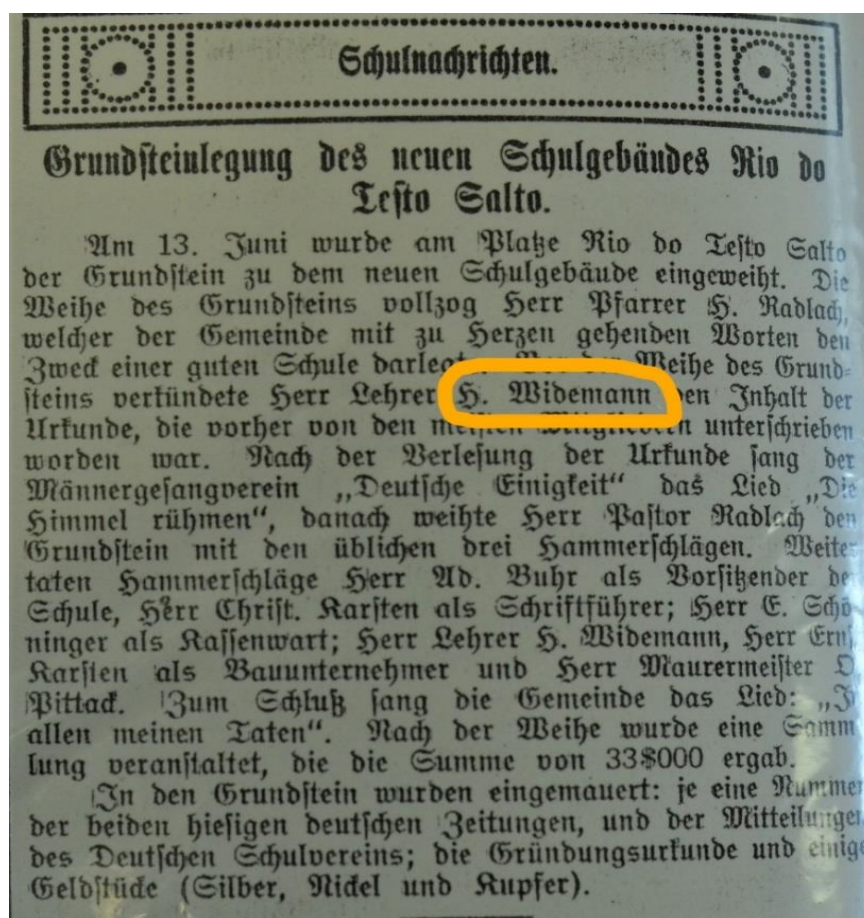 Schulnachrichten.
Grundsteinlegung des neuen Schulgebäudes Rio do
Testo Salto.
Am 13. Juni wurde am Platze Rio do Testo Salto
der Grundstein zu dem neuen Schulgebäude eingeweiht. Die
Weihe des Grundsteins vollzog Herr Pfarrer H. Radlach,
welcher der Gemeinde mit zu Herzen gehenden Worten den
Zweck einer guten Schule darlegte. Vor der Weihe des Grund-
steins verkündete Herr Lehrer H. Widemann den Inhalt der
Urkunde, die vorher von den meisten Mitgliedern unterschrieben
worden war. Nach der Verlesung der Urkunde sang der
Männergesangverein „Deutsche Einigkeit“ das Lied „Die
Himmel rühmen“, danach weihte Herr Pastor Radlach den
Grundstein mit den üblichen drei Hammerschlägen. Weiter
taten Hammerschläge Herr Ad. Buhr als Vorsitzender der
Schule, Herr Christ. Karsten als Schriftführer; Herr E. Schö-
ninger als Kassenwart; Herr Lehrer H. Widemann, Herr Ernst
Karsten als Bauunternehmer und Herr Maurermeister
Pittack. Zum Schluß sang die Gemeinde das Lied: „In
allen meinen Taten“. Nach der Weihe wurde eine Samm
lung veranstaltet, die die Summe von 33$000 ergab.
In den Grundstein wurden eingemauert: je eine Nummer
der beiden hiesigen deutschen Zeitungen, und der Mitteilungen
des Deutschen Schulvereins; die Gründungsurkunde und einige
Geldstücke (Silber, Nickel und Kupfer).